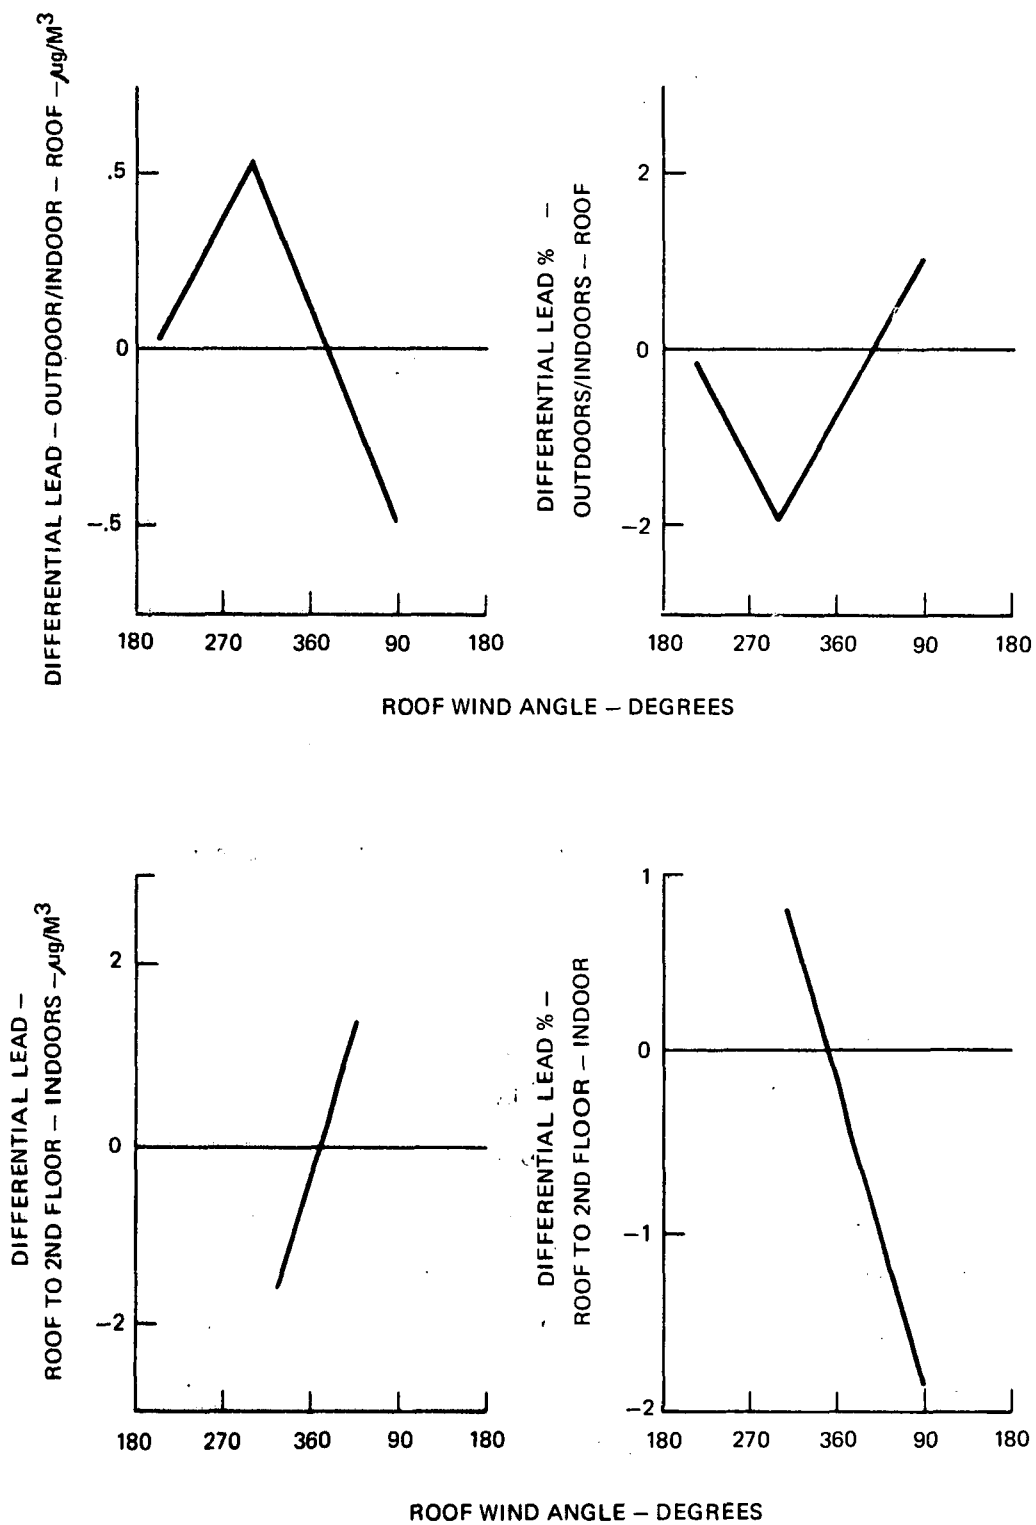 DIFFERENTIAL LEAD – OUTDOOR/INDOOR – ROOF – µg/M³
.5
0
–.5
180 270 360 90 180
DIFFERENTIAL LEAD % –
OUTDOORS/INDOORS – ROOF
2
0
–2
180 270 360 90 180
ROOF WIND ANGLE – DEGREES
DIFFERENTIAL LEAD –
ROOF TO 2ND FLOOR – INDOORS – µg/M³
2
0
–2
180 270 360 90 180
DIFFERENTIAL LEAD % –
ROOF TO 2ND FLOOR – INDOOR
1
0
–1
–2
180 270 360 90 180
ROOF WIND ANGLE – DEGREES